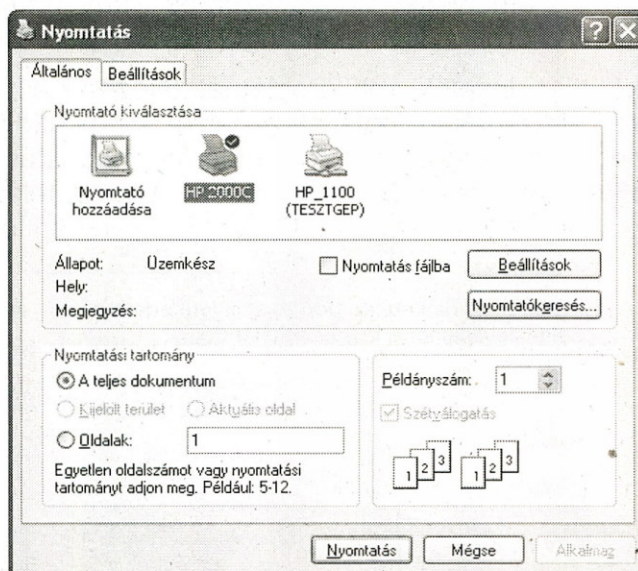 Nyomtatás
Általános Beállítások
Nyomtató kiválasztása
Nyomtató hozzáadása
HP 2000C
HP_1100 (TESZTGEP)
Állapot: Üzemkész
Nyomtatás fájlba
Beállítások
Hely:
Megjegyzés:
Nyomtatókeresés...
Nyomtatási tartomány
A teljes dokumentum
Kijelölt terület Aktuális oldal
Oldalak: 1
Egyetlen oldalszámot vagy nyomtatási
tartományt adjon meg. Például: 5-12.
Példányszám: 1
Szétválogatás
1 2 3 1 2 3
Nyomtatás Mégse Alkalmaz